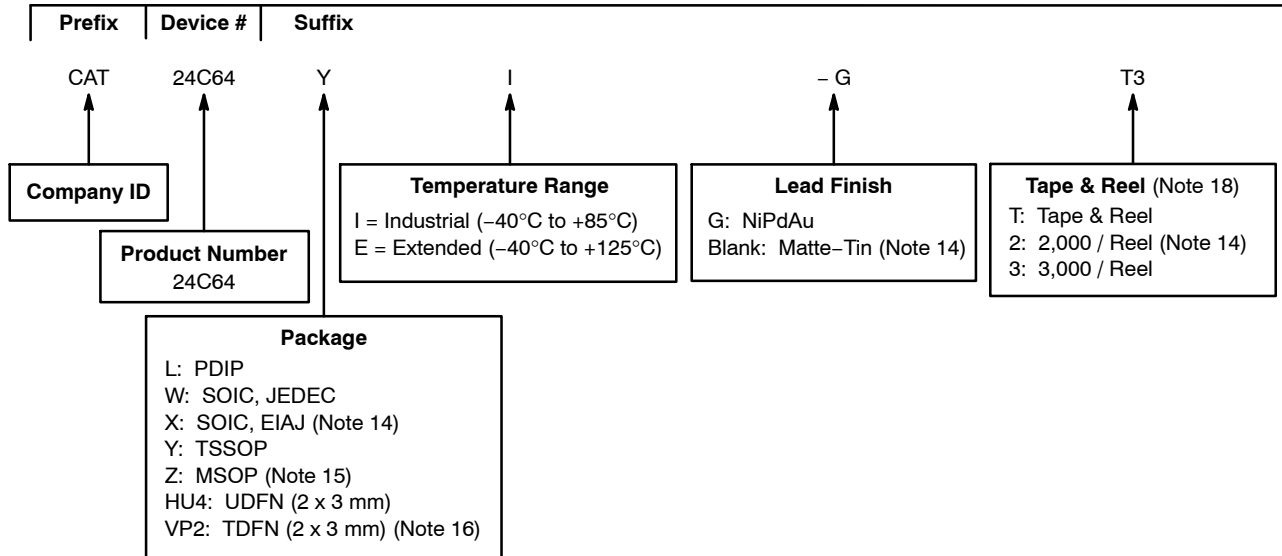 Prefix Device # Suffix
CAT 24C64 Y I – G T3
Company ID
Product Number
24C64
Temperature Range
I = Industrial (−40°C to +85°C)
E = Extended (−40°C to +125°C)
Lead Finish
G: NiPdAu
Blank: Matte−Tin (Note 14)
Tape & Reel (Note 18)
T: Tape & Reel
2: 2,000 / Reel (Note 14)
3: 3,000 / Reel
Package
L: PDIP
W: SOIC, JEDEC
X: SOIC, EIAJ (Note 14)
Y: TSSOP
Z: MSOP (Note 15)
HU4: UDFN (2 x 3 mm)
VP2: TDFN (2 x 3 mm) (Note 16)